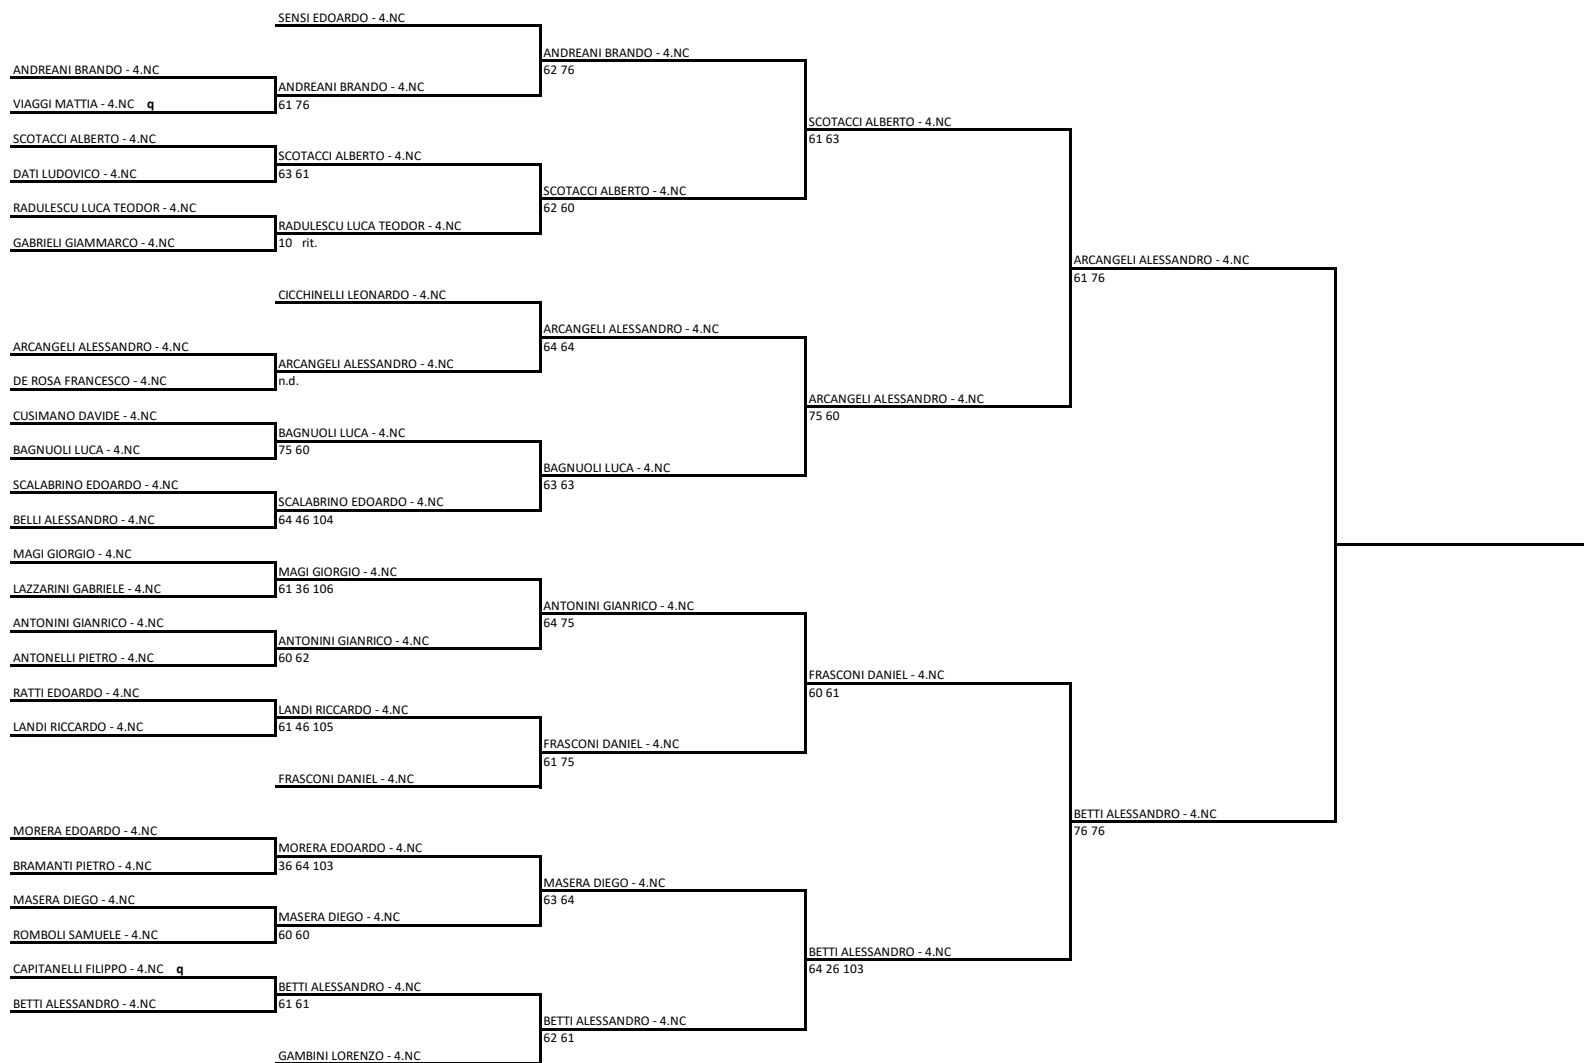 SENSI EDOARDO - 4.NC
ANDREANI BRANDO - 4.NC
ANDREANI BRANDO - 4.NC
62 76
ANDREANI BRANDO - 4.NC
VIAGGI MATTIA - 4.NC q
61 76
SCOTACCI ALBERTO - 4.NC
61 63
SCOTACCI ALBERTO - 4.NC
SCOTACCI ALBERTO - 4.NC
DATI LUDOVICO - 4.NC
63 61
SCOTACCI ALBERTO - 4.NC
62 60
RADULESCU LUCA TEODOR - 4.NC
RADULESCU LUCA TEODOR - 4.NC
GABRIELI GIAMMARCO - 4.NC
10 rit.
ARCANGELI ALESSANDRO - 4.NC
61 76
CICCHINELLI LEONARDO - 4.NC
ARCANGELI ALESSANDRO - 4.NC
64 64
ARCANGELI ALESSANDRO - 4.NC
ARCANGELI ALESSANDRO - 4.NC
DE ROSA FRANCESCO - 4.NC
n.d.
ARCANGELI ALESSANDRO - 4.NC
75 60
CUSIMANO DAVIDE - 4.NC
BAGNUOLI LUCA - 4.NC
BAGNUOLI LUCA - 4.NC
75 60
BAGNUOLI LUCA - 4.NC
63 63
SCALABRINO EDOARDO - 4.NC
SCALABRINO EDOARDO - 4.NC
BELLI ALESSANDRO - 4.NC
64 46 104
MAGI GIORGIO - 4.NC
MAGI GIORGIO - 4.NC
LAZZARINI GABRIELE - 4.NC
61 36 106
ANTONINI GIANRICO - 4.NC
64 75
ANTONINI GIANRICO - 4.NC
ANTONINI GIANRICO - 4.NC
ANTONELLI PIETRO - 4.NC
60 62
FRASCONI DANIEL - 4.NC
60 61
RATTI EDOARDO - 4.NC
LANDI RICCARDO - 4.NC
LANDI RICCARDO - 4.NC
61 46 105
FRASCONI DANIEL - 4.NC
61 75
FRASCONI DANIEL - 4.NC
BETTI ALESSANDRO - 4.NC
76 76
MORERA EDOARDO - 4.NC
MORERA EDOARDO - 4.NC
BRAMANTI PIETRO - 4.NC
36 64 103
MASERA DIEGO - 4.NC
63 64
MASERA DIEGO - 4.NC
MASERA DIEGO - 4.NC
ROMBOLI SAMUELE - 4.NC
60 60
BETTI ALESSANDRO - 4.NC
64 26 103
CAPITANELLI FILIPPO - 4.NC q
BETTI ALESSANDRO - 4.NC
BETTI ALESSANDRO - 4.NC
61 61
BETTI ALESSANDRO - 4.NC
62 61
GAMBINI LORENZO - 4.NC